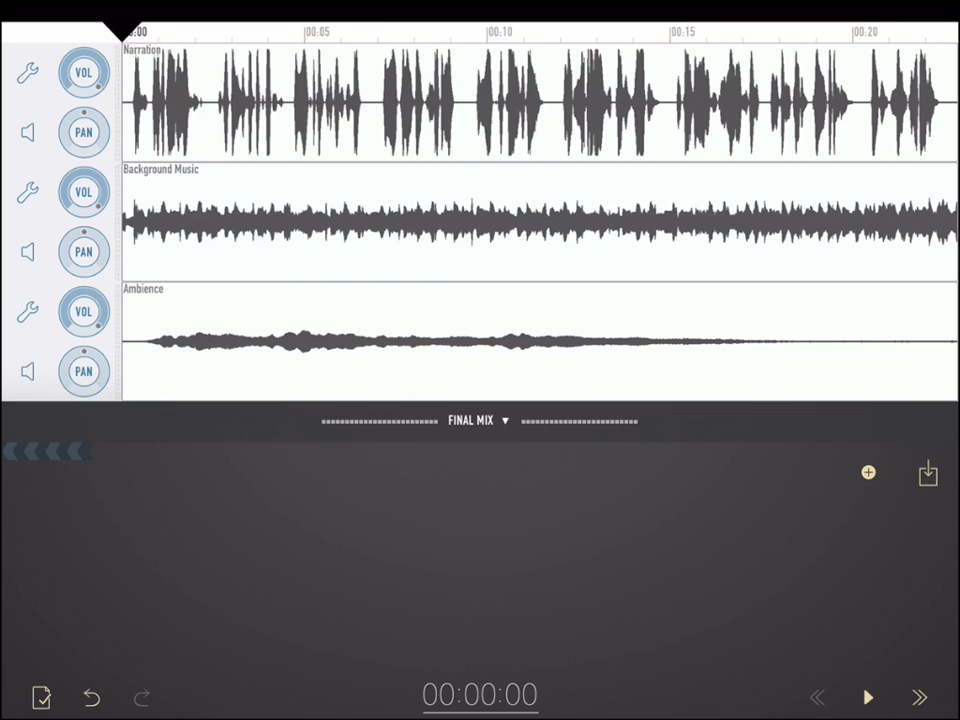 :00 00:05 00:10 00:15 00:20
Narration
VOL
PAN
Background Music
VOL
PAN
Ambience
VOL
PAN
FINAL MIX
00:00:00